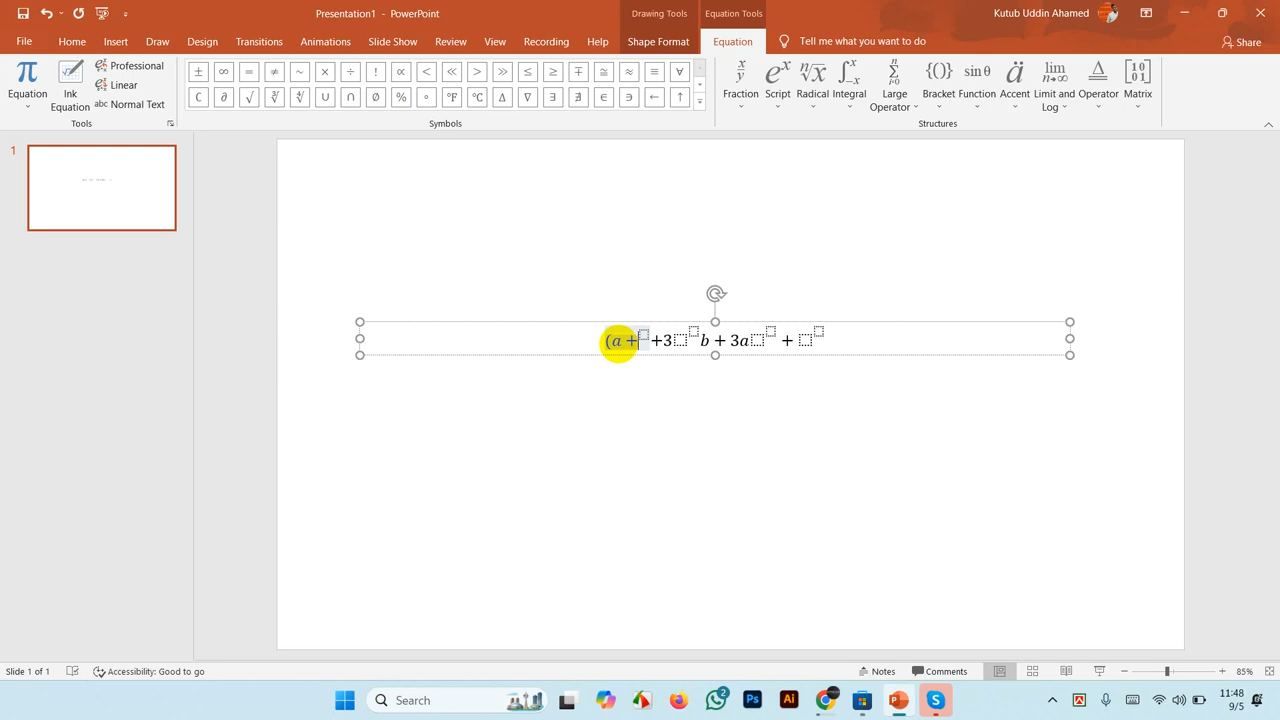 Presentation1 - PowerPoint
Drawing Tools
Equation Tools
Kutub Uddin Ahamed
File Home Insert Draw Design Transitions Animations Slide Show Review View Recording Help Shape Format Equation Tell me what you want to do Share
Equation
Ink Equation
Professional
Linear
abc Normal Text
Tools
± ∞ = ≠ ~ × ÷ ! ∝ < ≪ > ≫ ≤ ≥ ∓ ≅ ≈ ≡ ∀
∁ ∂ √ ∛ ∜ ∪ ∩ ∅ % ° ℉ ℃ ∆ ∇ ∃ ∄ ∈ ∋ ← ↑
Symbols
Fraction Script Radical Integral Large Operator Bracket Function Accent Limit and Log Operator Matrix
Structures
1
(a +⬚ +3⬚⬚b + 3a⬚⬚ + ⬚⬚
Slide 1 of 1
Accessibility: Good to go
Notes
Comments
85%
Search
2
11:48
9/5